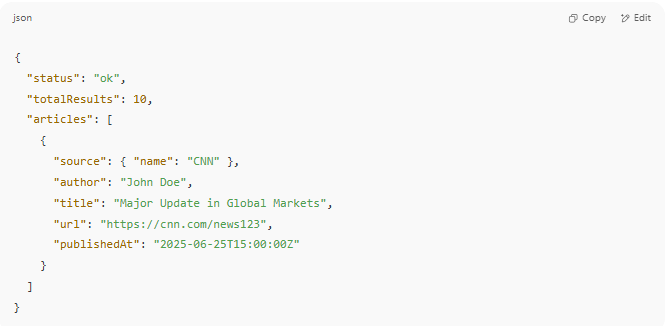 json
Copy
Edit
{
"status": "ok",
"totalResults": 10,
"articles": [
{
"source": { "name": "CNN" },
"author": "John Doe",
"title": "Major Update in Global Markets",
"url": "https://cnn.com/news123",
"publishedAt": "2025-06-25T15:00:00Z"
}
]
}